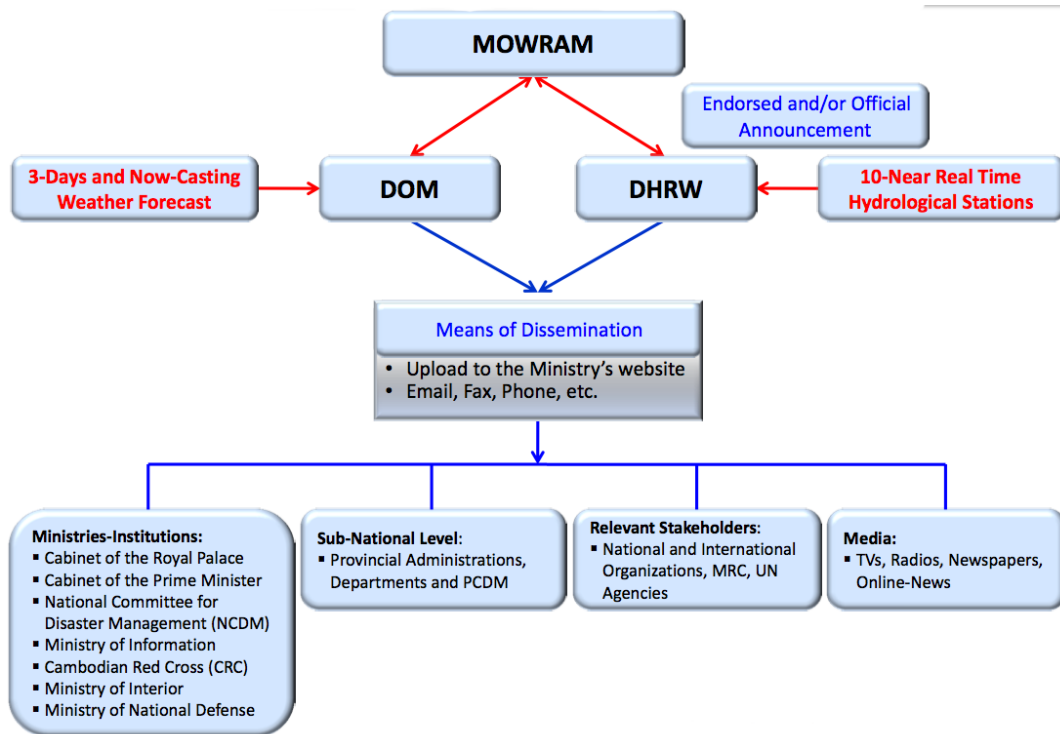 MOWRAM
Endorsed and/or Official
Announcement
3-Days and Now-Casting
Weather Forecast
DOM
DHRW
10-Near Real Time
Hydrological Stations
Means of Dissemination
• Upload to the Ministry’s website
• Email, Fax, Phone, etc.
Ministries-Institutions:
▪ Cabinet of the Royal Palace
▪ Cabinet of the Prime Minister
▪ National Committee for
Disaster Management (NCDM)
▪ Ministry of Information
▪ Cambodian Red Cross (CRC)
▪ Ministry of Interior
▪ Ministry of National Defense
Sub-National Level:
▪ Provincial Administrations,
Departments and PCDM
Relevant Stakeholders:
▪ National and International
Organizations, MRC, UN
Agencies
Media:
▪ TVs, Radios, Newspapers,
Online-News